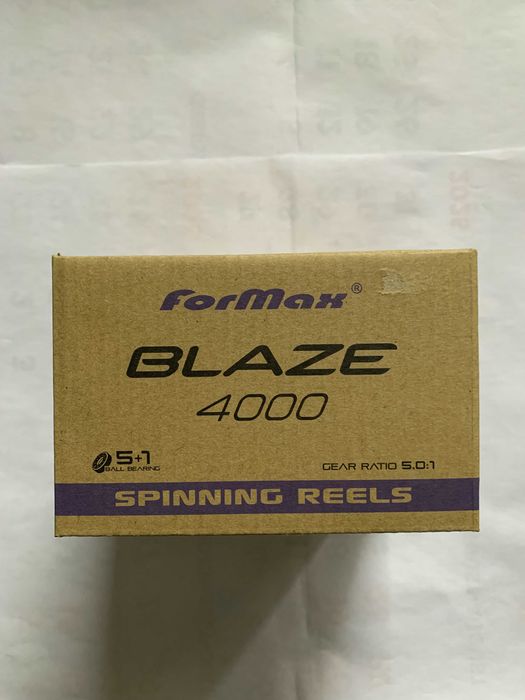 ForMax®
BLAZE
4000
5+1
BALL BEARING
GEAR RATIO 5.0:1
SPINNING REELS